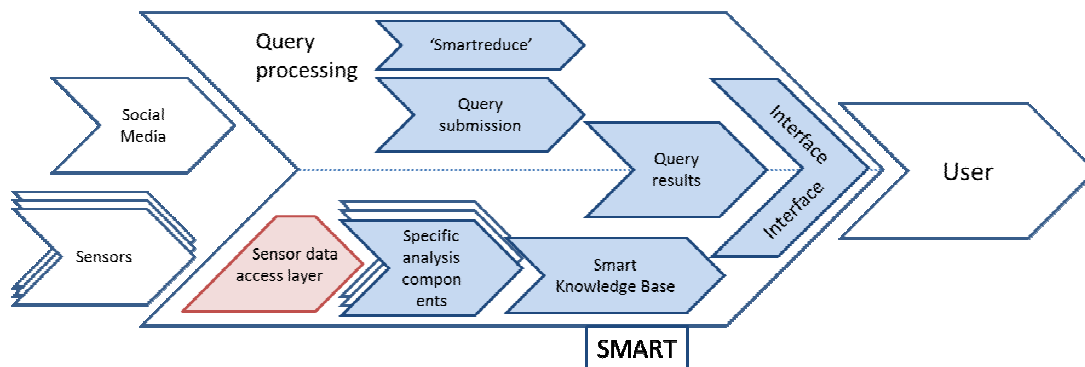 Query
processing
'Smartreduce'
Social
Media
Query
submission
Query
results
Interface
Interface
User
Sensors
Sensor data
access layer
Specific
analysis
compon
ents
Smart
Knowledge Base
SMART